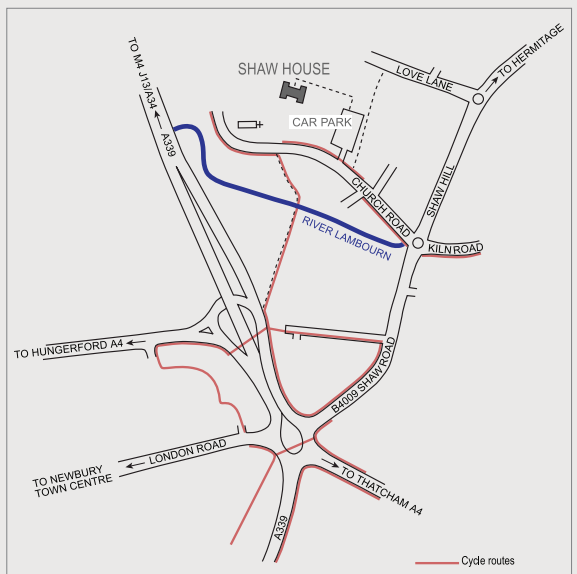 TO HERMITAGE
LOVE LANE
TO M4 J13/A34
A339
SHAW HOUSE
CAR PARK
CHURCH ROAD
SHAW HILL
RIVER LAMBOURN
KILN ROAD
TO HUNGERFORD A4
B4009 SHAW ROAD
LONDON ROAD
TO NEWBURY
TOWN CENTRE
TO THATCHAM A4
A339
Cycle routes